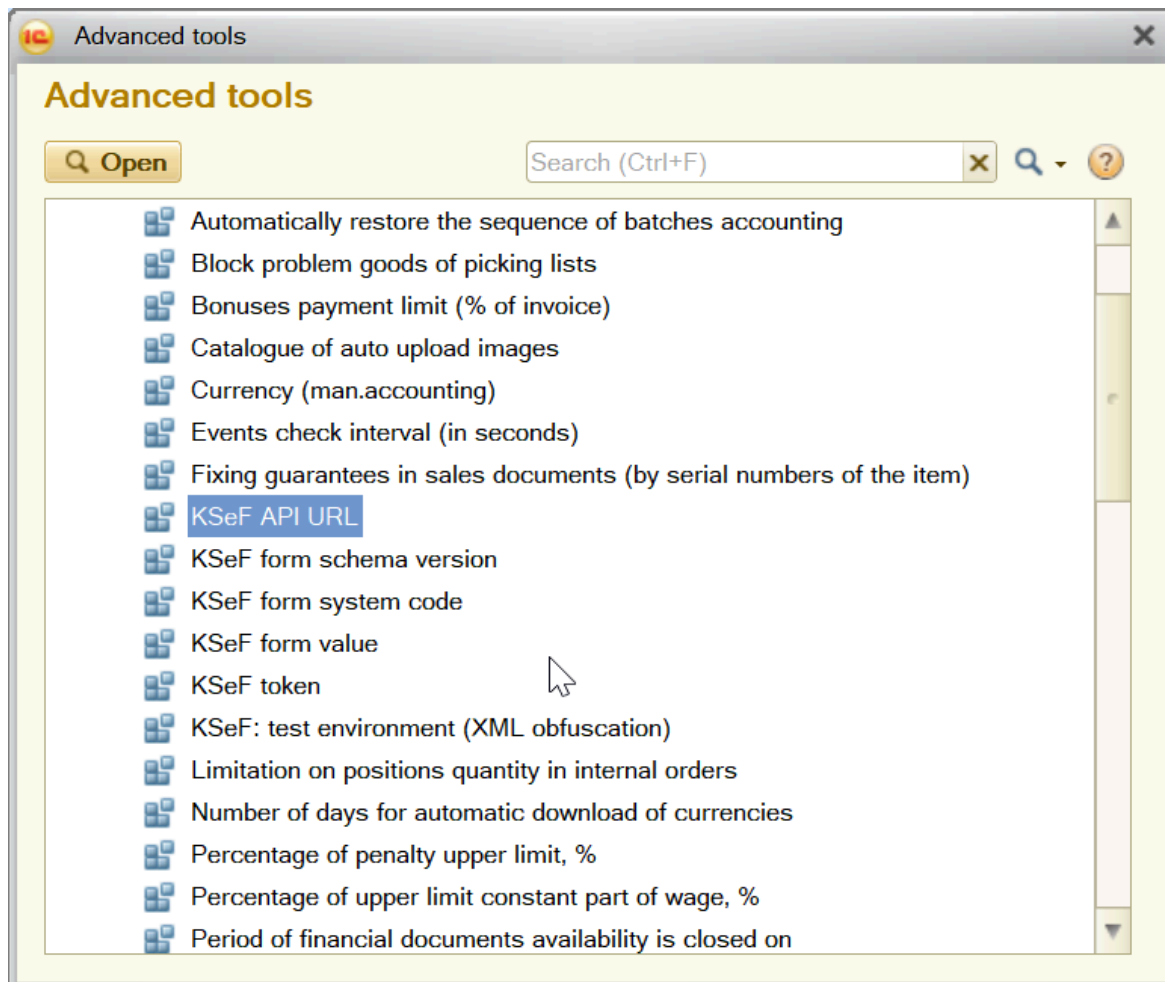 1C Advanced tools
Advanced tools
Open Search (Ctrl+F)
Automatically restore the sequence of batches accounting
Block problem goods of picking lists
Bonuses payment limit (% of invoice)
Catalogue of auto upload images
Currency (man.accounting)
Events check interval (in seconds)
Fixing guarantees in sales documents (by serial numbers of the item)
KSeF API URL
KSeF form schema version
KSeF form system code
KSeF form value
KSeF token
KSeF: test environment (XML obfuscation)
Limitation on positions quantity in internal orders
Number of days for automatic download of currencies
Percentage of penalty upper limit, %
Percentage of upper limit constant part of wage, %
Period of financial documents availability is closed on